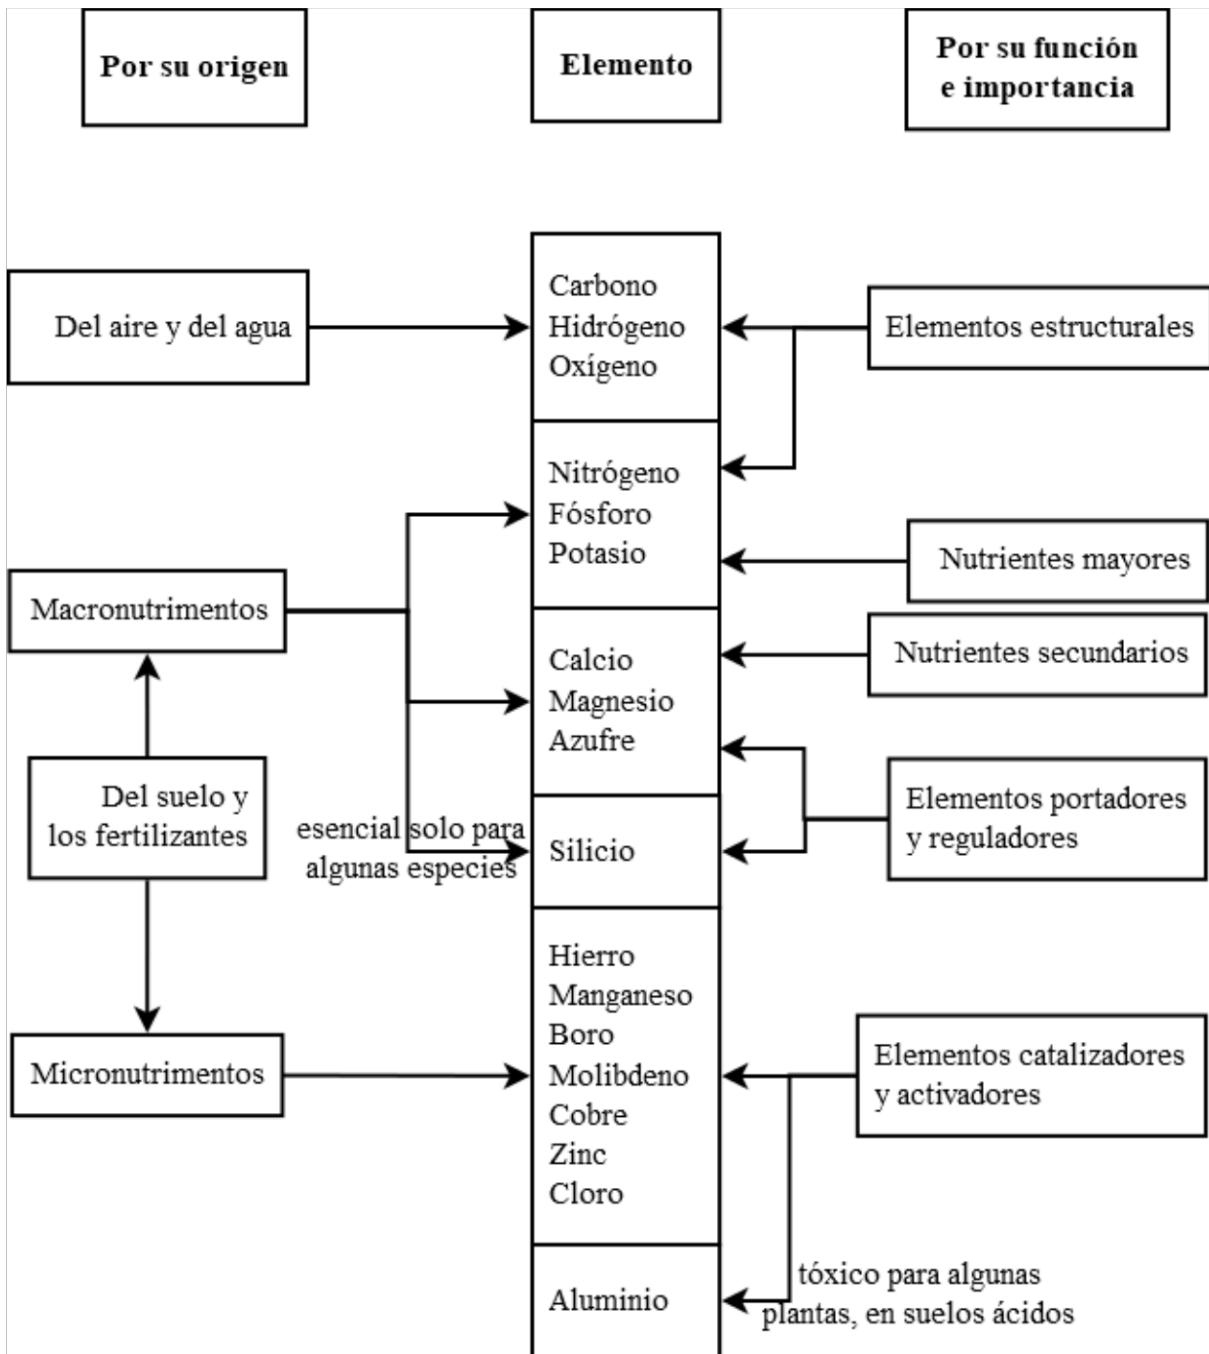 Por su origen
Elemento
Por su función
e importancia
Del aire y del agua
Carbono
Hidrógeno
Oxígeno
Elementos estructurales
Nitrógeno
Fósforo
Potasio
Nutrientes mayores
Macronutrimentos
Nutrientes secundarios
Calcio
Magnesio
Azufre
Del suelo y
los fertilizantes
Elementos portadores
y reguladores
esencial solo para
algunas especies
Silicio
Hierro
Manganeso
Boro
Molibdeno
Cobre
Zinc
Cloro
Micronutrimentos
Elementos catalizadores
y activadores
Aluminio
tóxico para algunas
plantas, en suelos ácidos